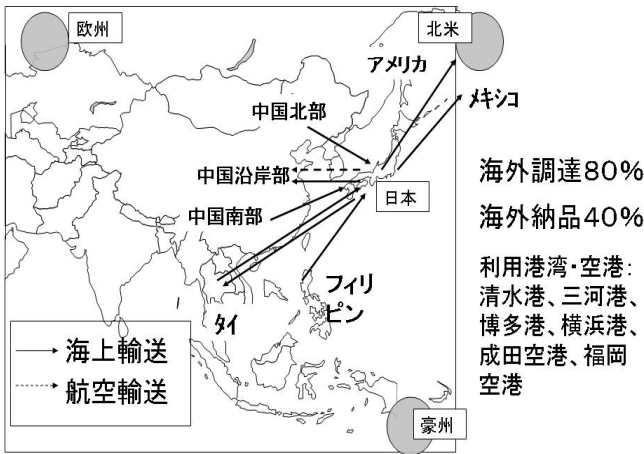 欧州
北米
アメリカ
メキシコ
中国北部
中国沿岸部
日本
中国南部
フィリ
ピン
タイ
豪州
海上輸送
航空輸送
海外調達80%
海外納品40%
利用港湾・空港:
清水港、三河港、
博多港、横浜港、
成田空港、福岡
空港